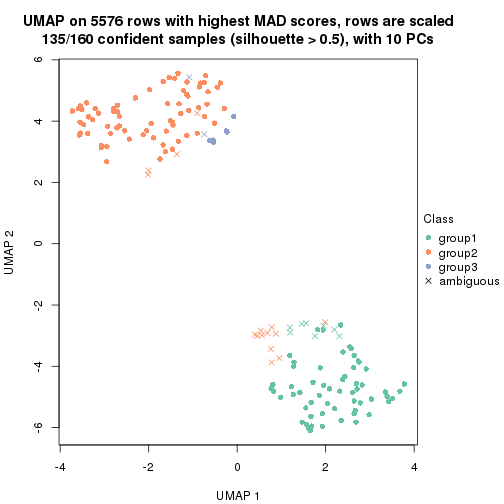 UMAP on 5576 rows with highest MAD scores, rows are scaled
135/160 confident samples (silhouette > 0.5), with 10 PCs
6
4
2
0
-2
-4
-6
UMAP 2
-4
-2
0
2
4
UMAP 1
Class
group1
group2
group3
ambiguous